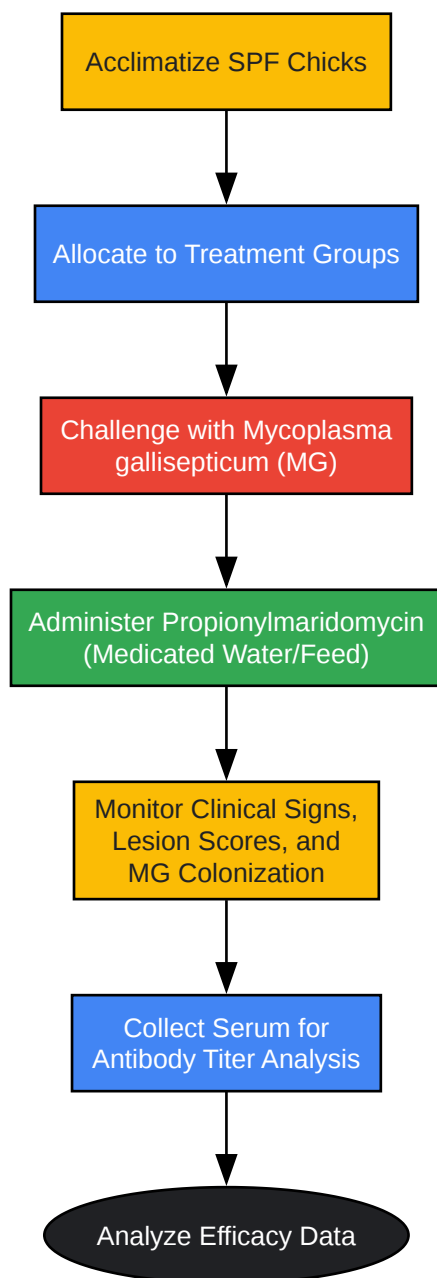 Acclimatize SPF Chicks
Allocate to Treatment Groups
Challenge with Mycoplasma
gallisepticum (MG)
Administer Propionylmaridomycin
(Medicated Water/Feed)
Monitor Clinical Signs,
Lesion Scores, and
MG Colonization
Collect Serum for
Antibody Titer Analysis
Analyze Efficacy Data